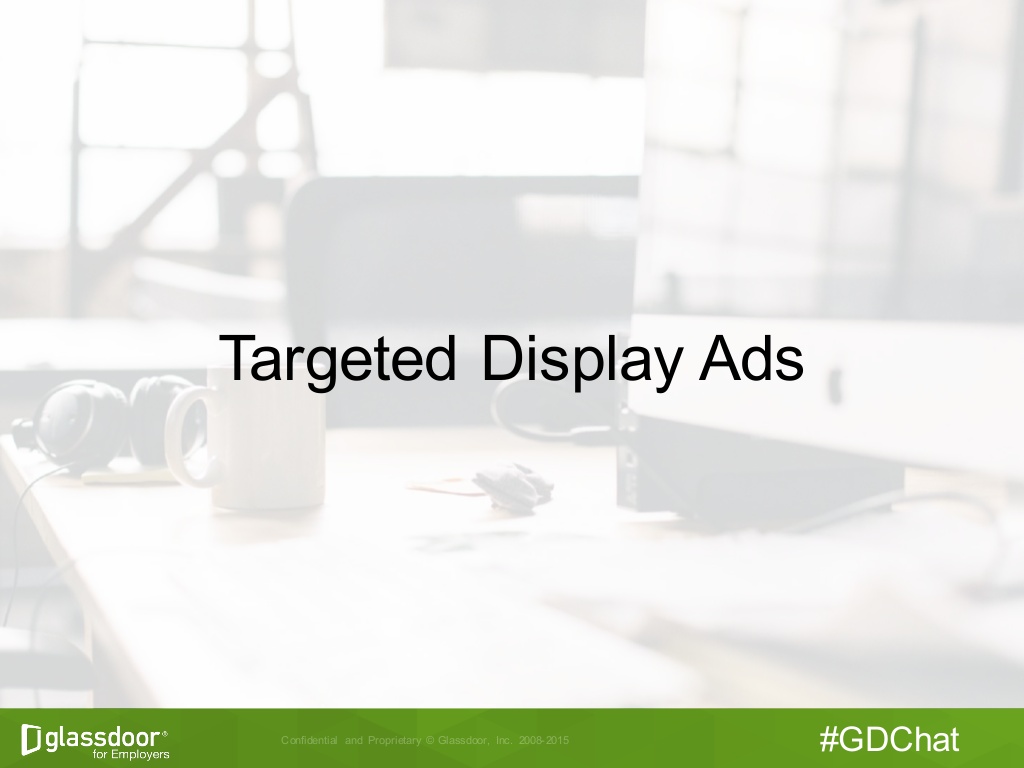 Targeted Display Ads
glassdoor®
for Employers
Confidential and Proprietary © Glassdoor, Inc. 2008-2015
#GDChat